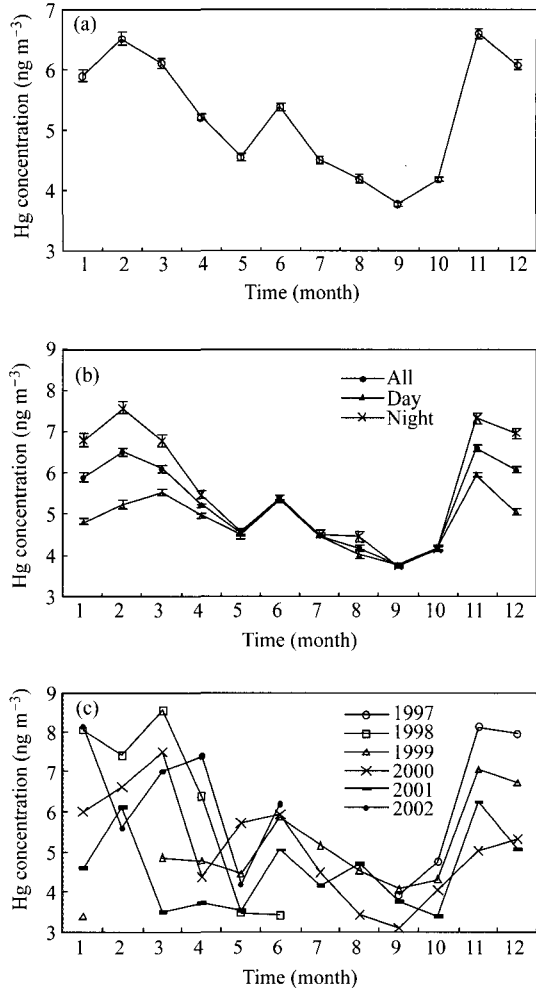 (a)
Hg concentration (ng m⁻³)
7
6
5
4
3
1 2 3 4 5 6 7 8 9 10 11 12
Time (month)
(b)
Hg concentration (ng m⁻³)
9
8
7
6
5
4
3
All
Day
Night
1 2 3 4 5 6 7 8 9 10 11 12
Time (month)
(c)
Hg concentration (ng m⁻³)
9
8
7
6
5
4
3
1997
1998
1999
2000
2001
2002
1 2 3 4 5 6 7 8 9 10 11 12
Time (month)